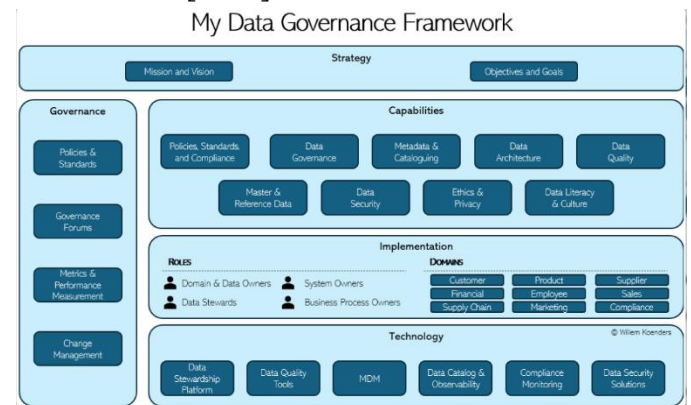 My Data Governance Framework
Strategy
Mission and Vision
Objectives and Goals
Governance
Policies &
Standards
Governance
Forums
Metrics &
Performance
Measurement
Change
Management
Capabilities
Policies, Standards,
and Compliance
Data
Governance
Metadata &
Cataloguing
Data
Architecture
Data
Quality
Master &
Reference Data
Data
Security
Ethics &
Privacy
Data Literacy
& Culture
Implementation
ROLES
Domain & Data Owners
System Owners
Data Stewards
Business Process Owners
DOMAINS
Customer
Product
Supplier
Financial
Employee
Sales
Supply Chain
Marketing
Compliance
Technology
© Willem Koenders
Data
Stewardship
Platform
Data Quality
Tools
MDM
Data Catalog &
Observability
Compliance
Monitoring
Data Security
Solutions